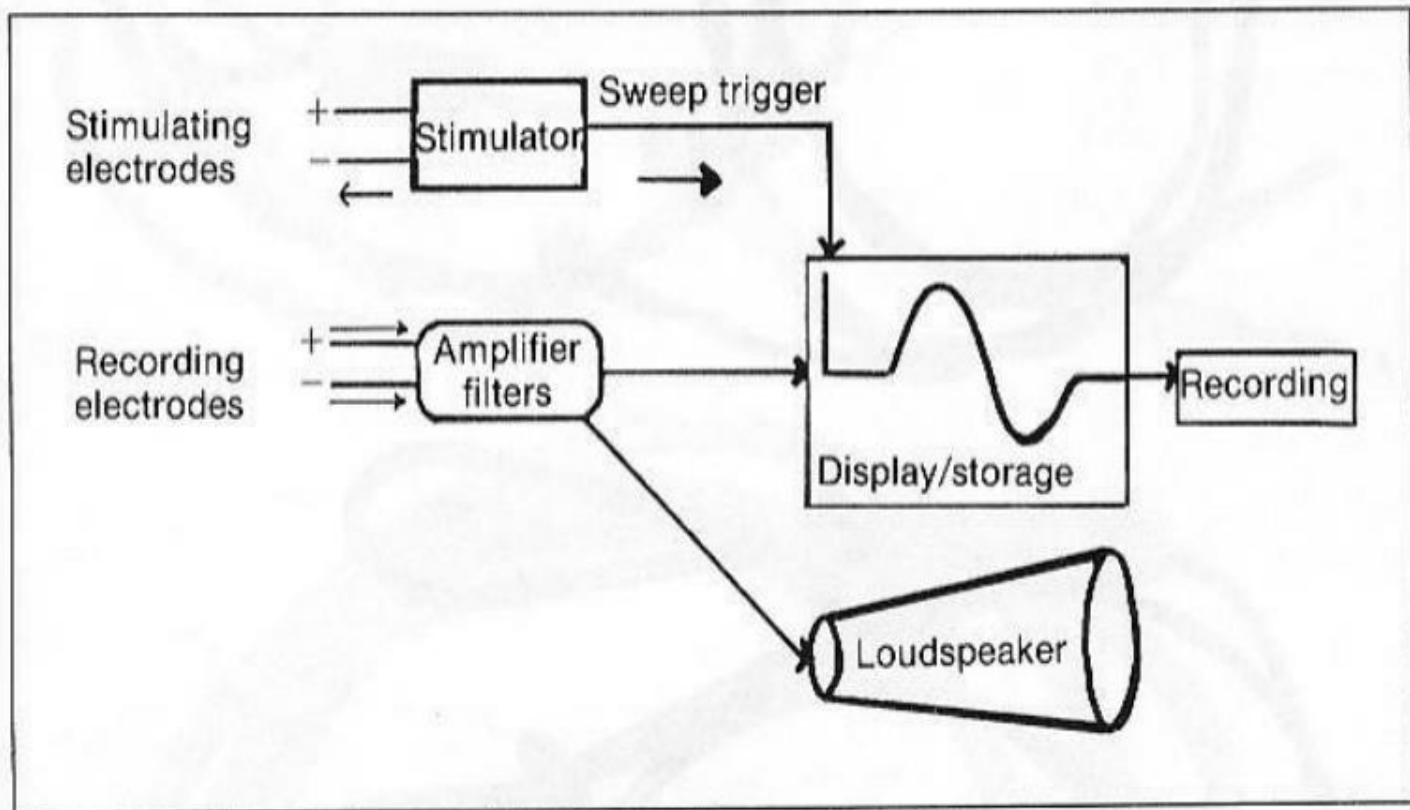 Stimulating
electrodes
+
−
Stimulator
Sweep trigger
Recording
electrodes
+
−
Amplifier
filters
Display/storage
Recording
Loudspeaker